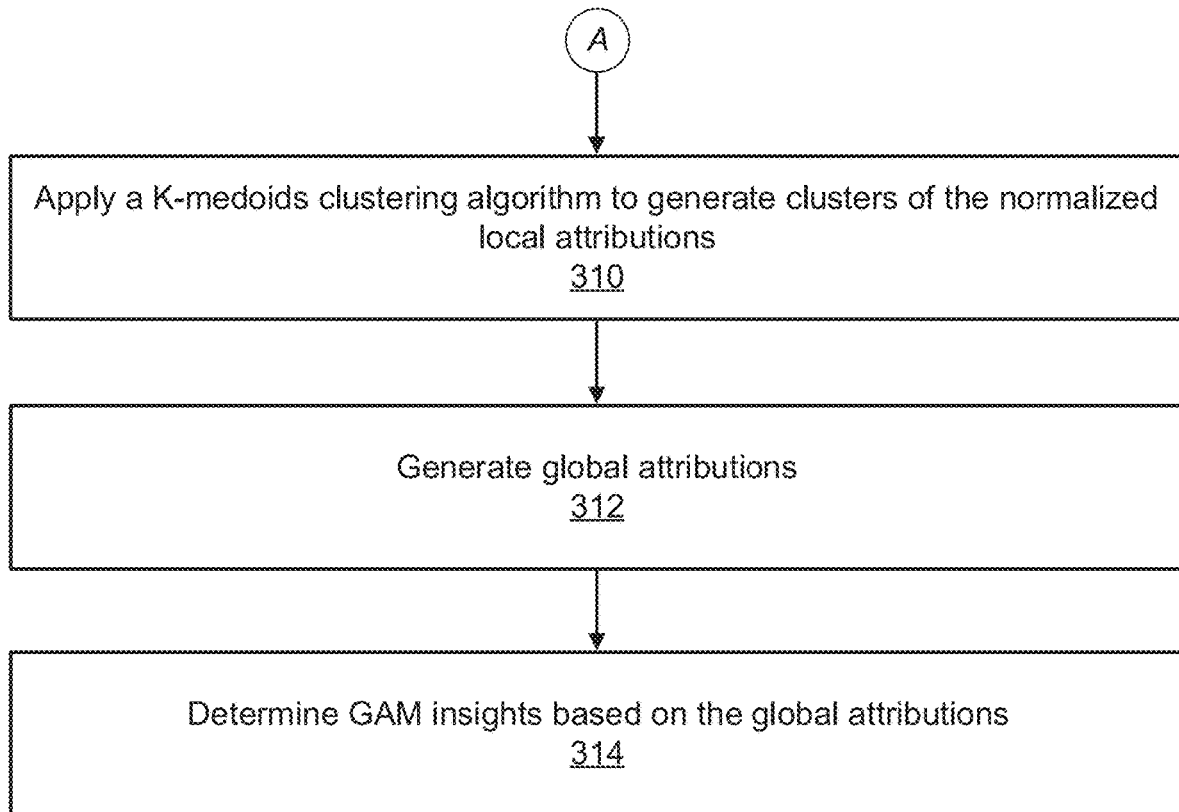 A
Apply a K-medoids clustering algorithm to generate clusters of the normalized
local attributions
310
Generate global attributions
312
Determine GAM insights based on the global attributions
314